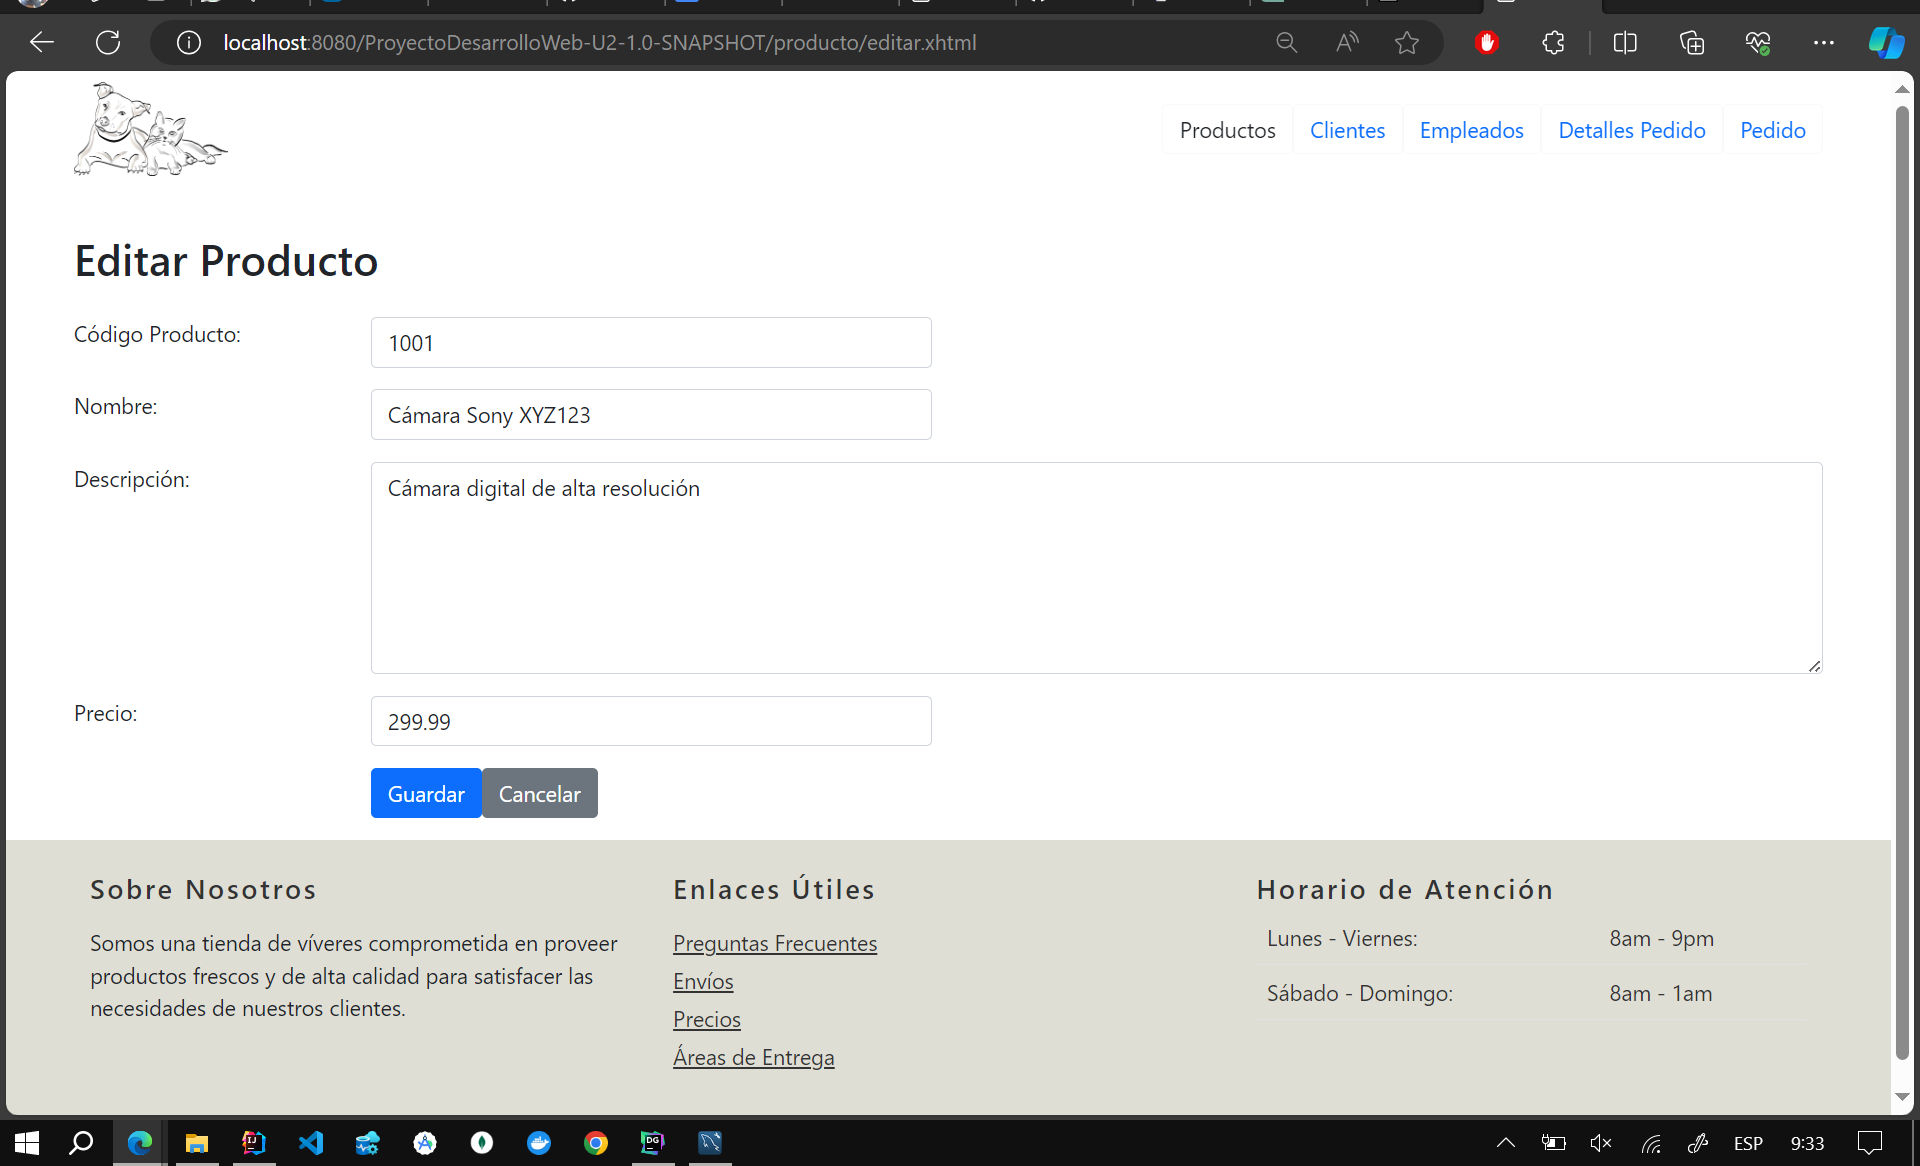 localhost:8080/ProyectoDesarrolloWeb-U2-1.0-SNAPSHOT/producto/editar.xhtml
Productos Clientes Empleados Detalles Pedido Pedido
Editar Producto
Código Producto: 1001
Nombre: Cámara Sony XYZ123
Descripción: Cámara digital de alta resolución
Precio: 299.99
Guardar Cancelar
Sobre Nosotros
Somos una tienda de víveres comprometida en proveer
productos frescos y de alta calidad para satisfacer las
necesidades de nuestros clientes.
Enlaces Útiles
Preguntas Frecuentes
Envíos
Precios
Áreas de Entrega
Horario de Atención
Lunes - Viernes: 8am - 9pm
Sábado - Domingo: 8am - 1am
ESP 9:33